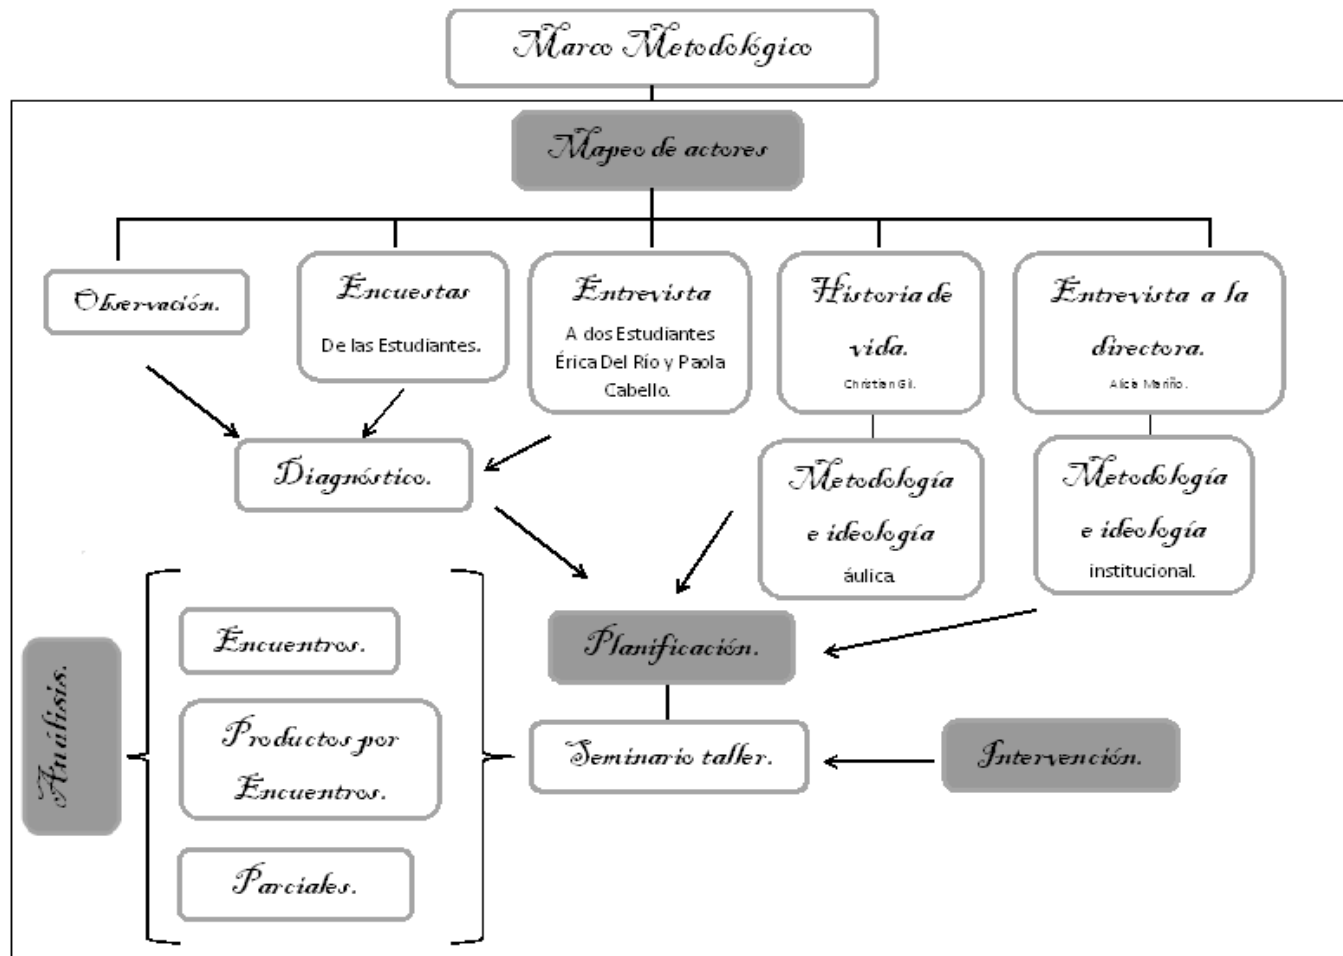 Marco Metodológico
Mapeo de actores
Observación.
Encuestas
De las Estudiantes.
Entrevista
A dos Estudiantes
Érica Del Río y Paola
Cabello.
Historia de
vida.
Christian Gil.
Entrevista a la
directora.
Alicia Mariño.
Diagnóstico.
Metodología
e ideología
áulica.
Metodología
e ideología
institucional.
Planificación.
Seminario taller.
Intervención.
Encuentros.
Productos por
Encuentros.
Parciales.
Análisis.